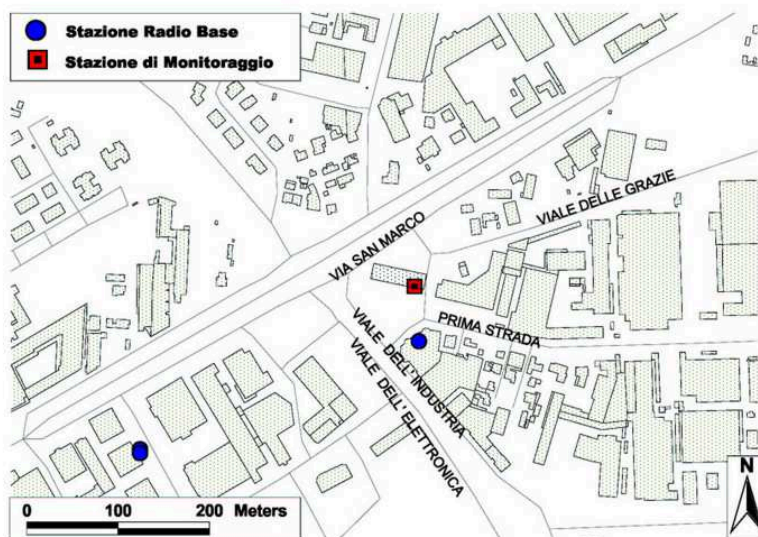 Stazione Radio Base
Stazione di Monitoraggio
VIALE DELLE GRAZIE
VIA SAN MARCO
PRIMA STRADA
VIALE DELL' INDUSTRIA
VIALE DELL' ELETTRONICA
N
0 100 200 Meters